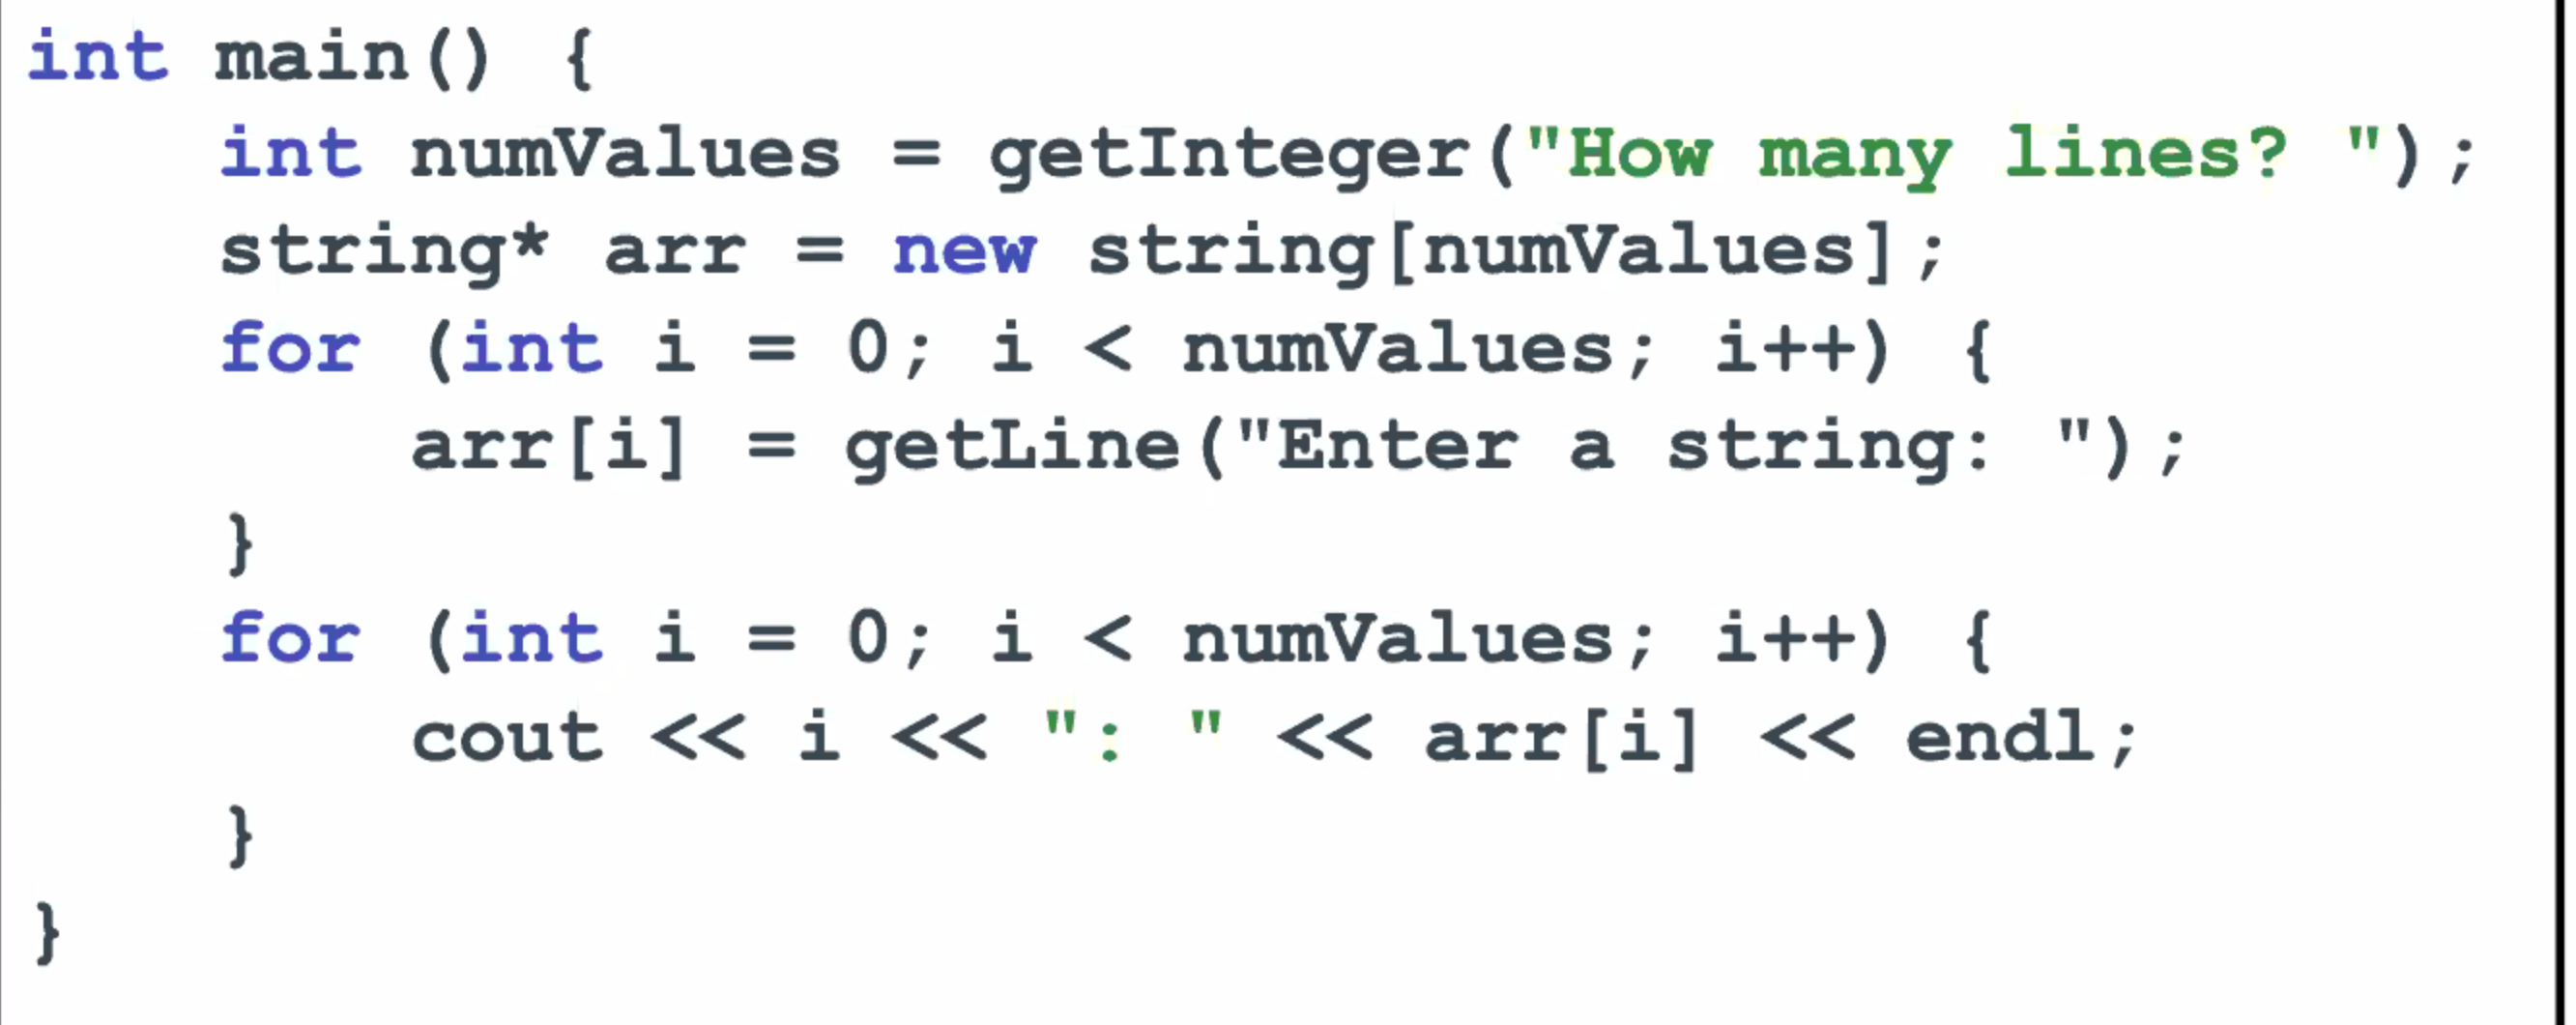 int main() {
    int numValues = getInteger("How many lines? ");
    string* arr = new string[numValues];
    for (int i = 0; i < numValues; i++) {
        arr[i] = getLine("Enter a string: ");
    }
    for (int i = 0; i < numValues; i++) {
        cout << i << ": " << arr[i] << endl;
    }
}